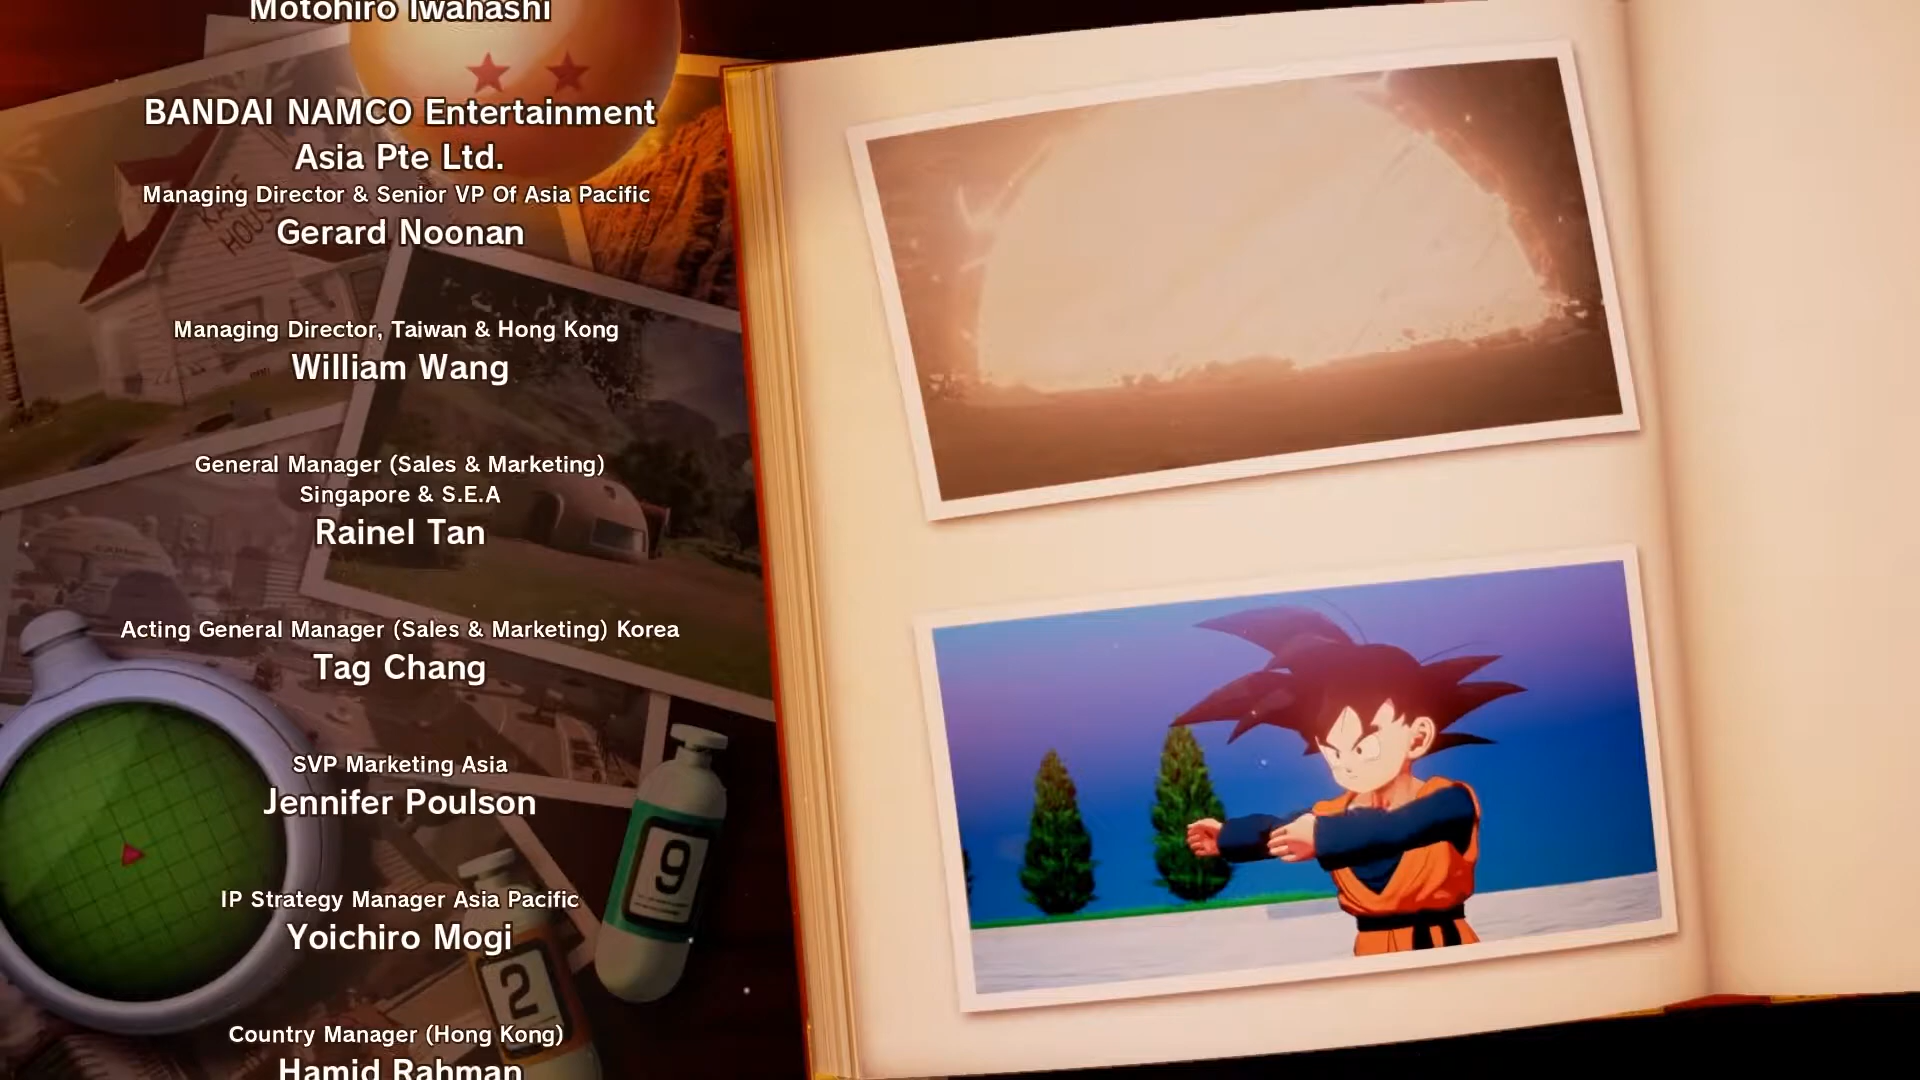 Motohiro Iwahashi
BANDAI NAMCO Entertainment
Asia Pte Ltd.
Managing Director & Senior VP Of Asia Pacific
Gerard Noonan
Managing Director, Taiwan & Hong Kong
William Wang
General Manager (Sales & Marketing)
Singapore & S.E.A
Rainel Tan
Acting General Manager (Sales & Marketing) Korea
Tag Chang
SVP Marketing Asia
Jennifer Poulson
IP Strategy Manager Asia Pacific
Yoichiro Mogi
Country Manager (Hong Kong)
Hamid Rahman
KAME
HOUSE
9
2